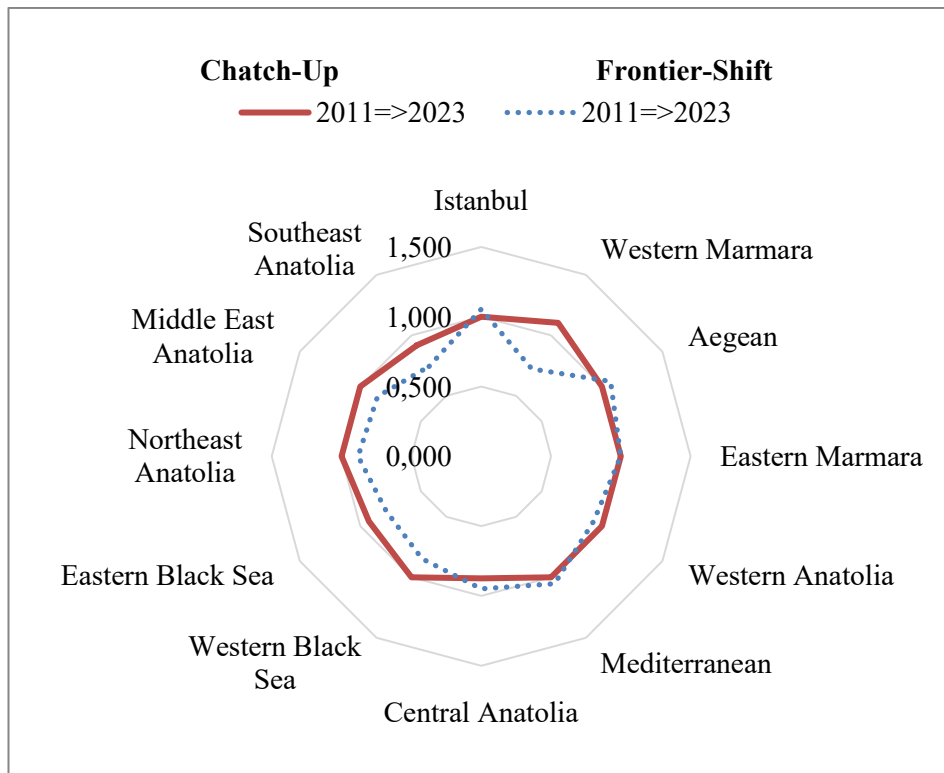 Chatch-Up
Frontier-Shift
2011=>2023
2011=>2023
Istanbul
Southeast
Anatolia
Western Marmara
1,500
Middle East
Anatolia
1,000
Aegean
0,500
Northeast
Anatolia
0,000
Eastern Marmara
Eastern Black Sea
Western Anatolia
Western Black
Sea
Mediterranean
Central Anatolia